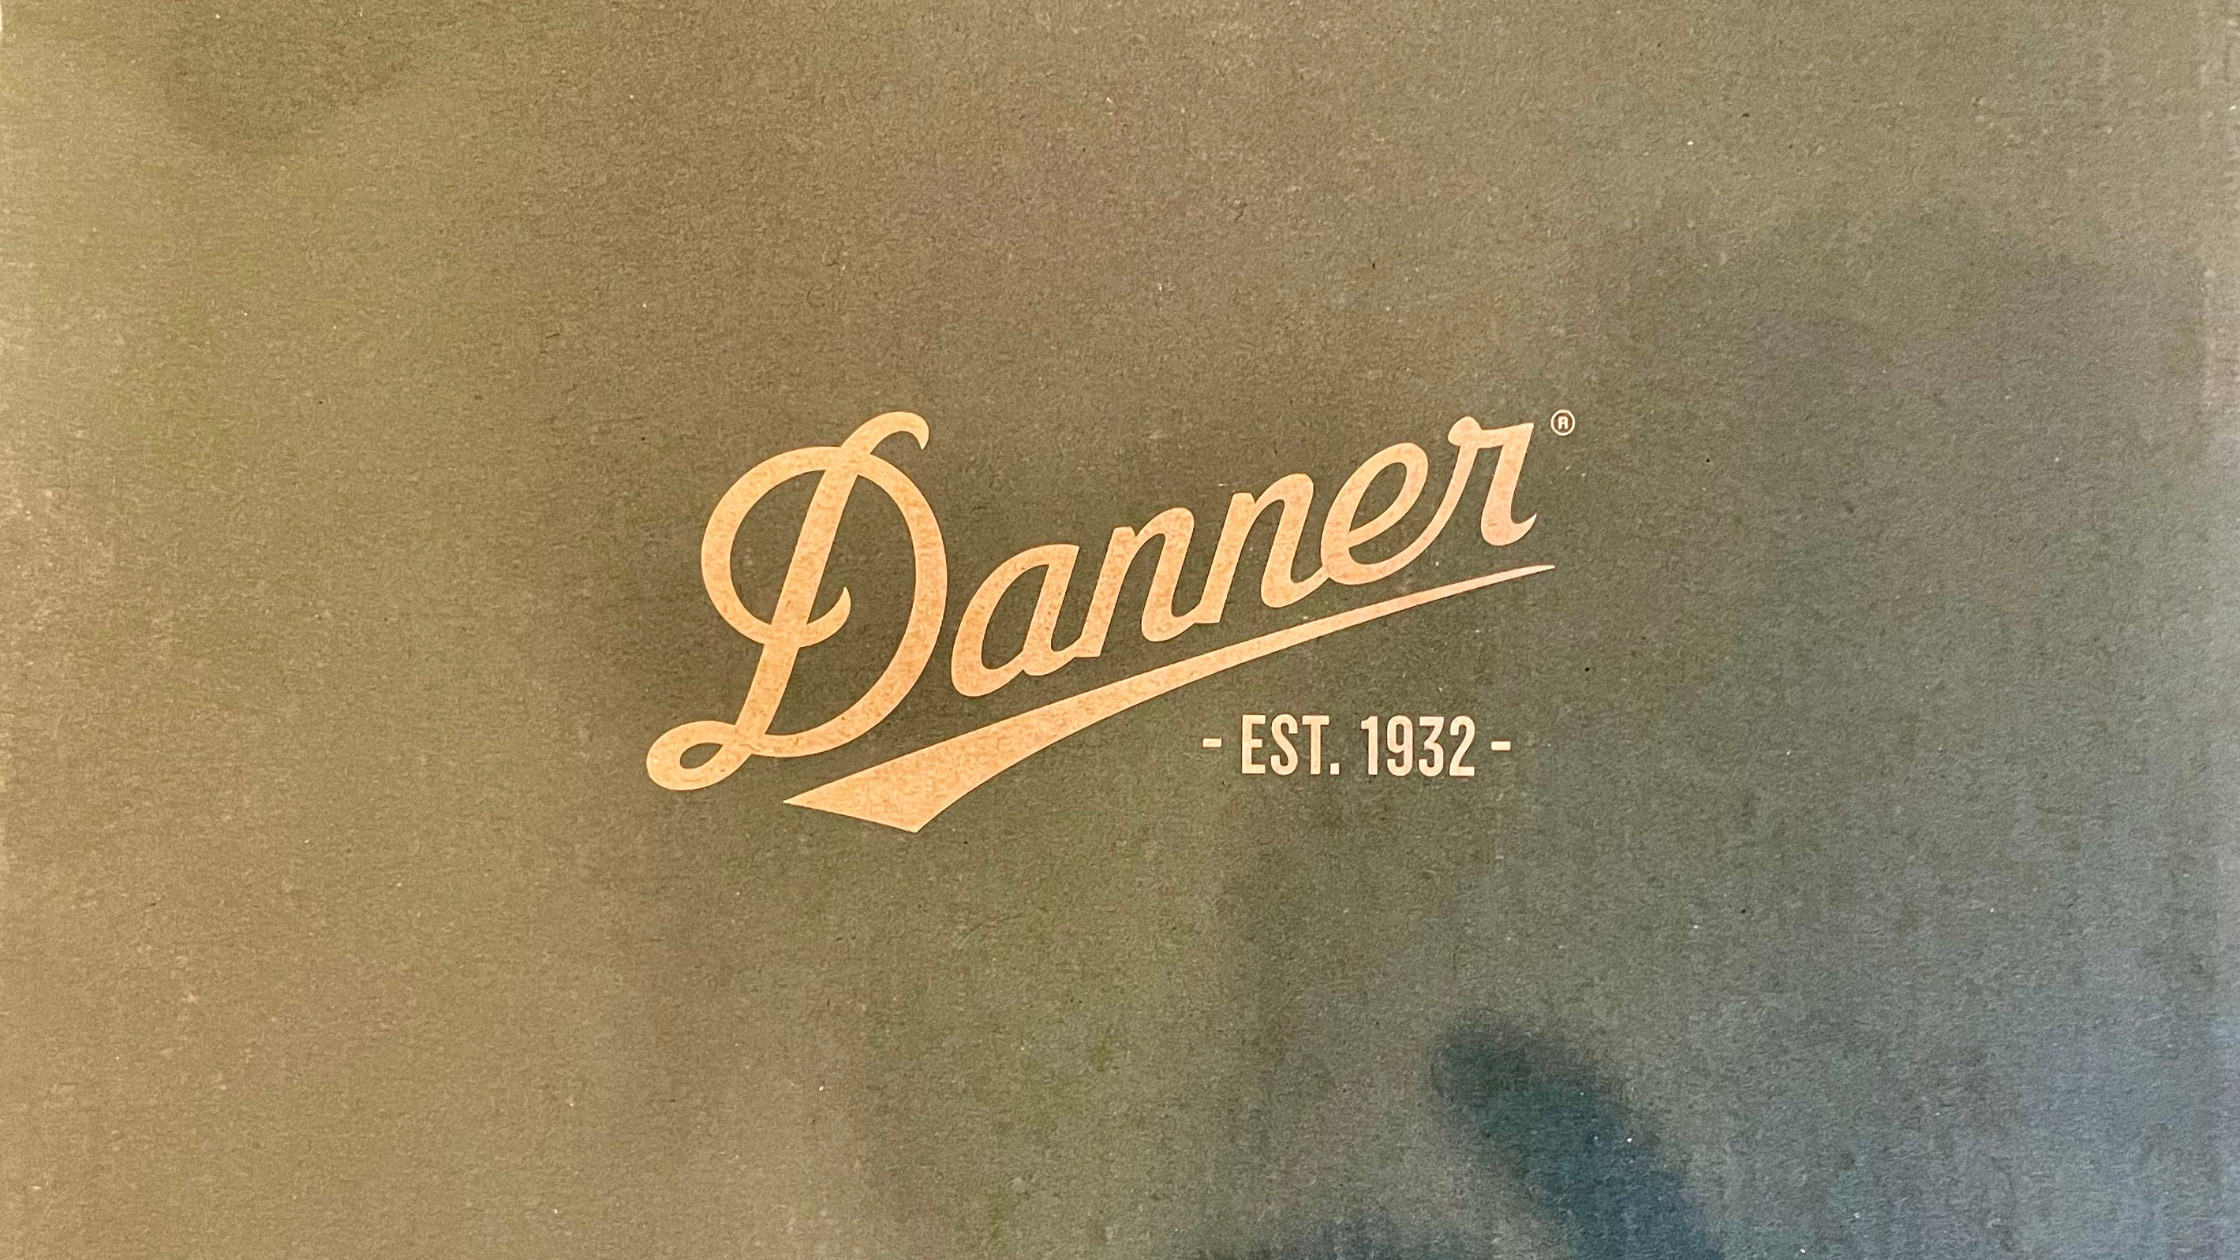 Danner®
- EST. 1932 -